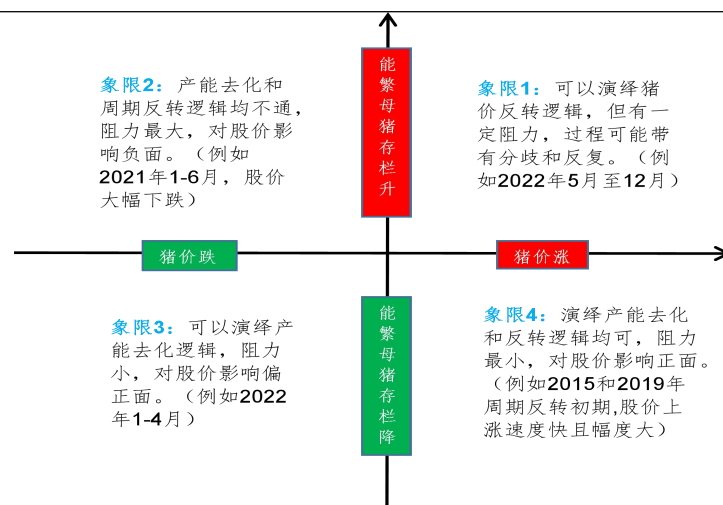 象限2：产能去化和
周期反转逻辑均不通，
阻力最大，对股价影
响负面。（例如
2021年1-6月，股价
大幅下跌）
能繁母猪存栏升
象限1：可以演绎猪
价反转逻辑，但有一
定阻力，过程可能带
有分歧和反复。（例
如2022年5月至12月）
猪价跌
猪价涨
象限3：可以演绎产
能去化逻辑，阻力
小，对股价影响偏
正面。（例如2022
年1-4月）
能繁母猪存栏降
象限4：演绎产能去化
和反转逻辑均可，阻力
最小，对股价影响正面。
（例如2015和2019年
周期反转初期,股价上
涨速度快且幅度大）